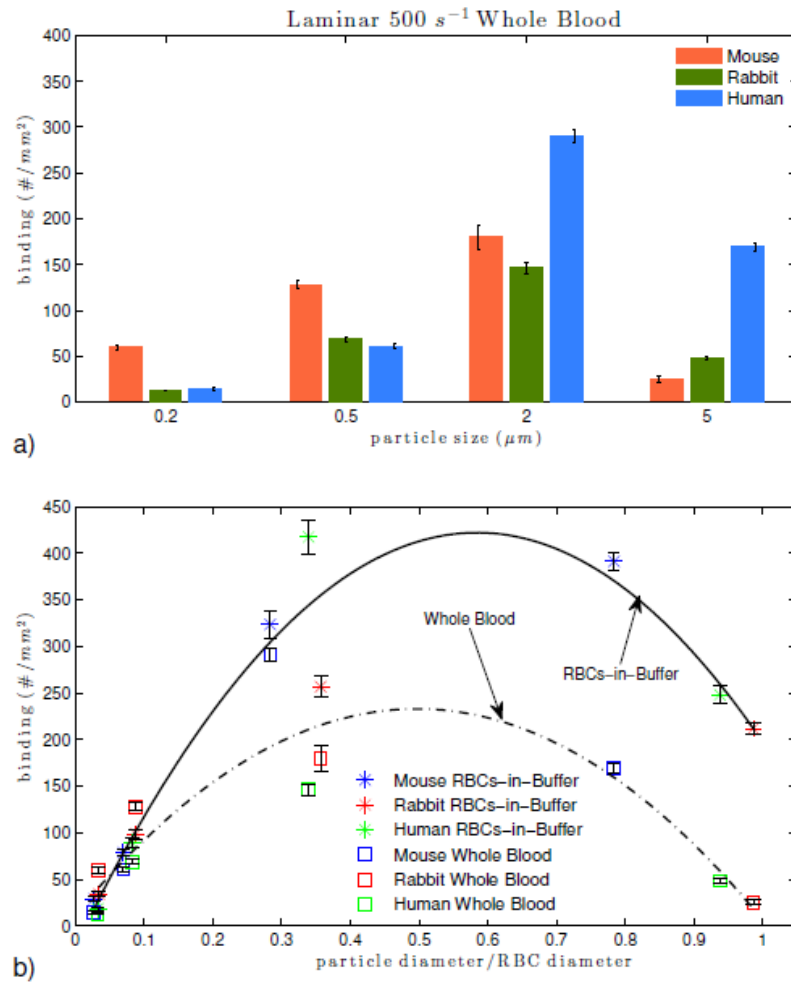 Laminar 500 s⁻¹ Whole Blood
Mouse
Rabbit
Human
binding (#/mm²)
400
350
300
250
200
150
100
50
0
0.2
0.5
2
5
particle size (μm)
a)
binding (#/mm²)
450
400
350
300
250
200
150
100
50
0
Whole Blood
RBCs-in-Buffer
Mouse RBCs-in-Buffer
Rabbit RBCs-in-Buffer
Human RBCs-in-Buffer
Mouse Whole Blood
Rabbit Whole Blood
Human Whole Blood
0
0.1
0.2
0.3
0.4
0.5
0.6
0.7
0.8
0.9
1
particle diameter/RBC diameter
b)